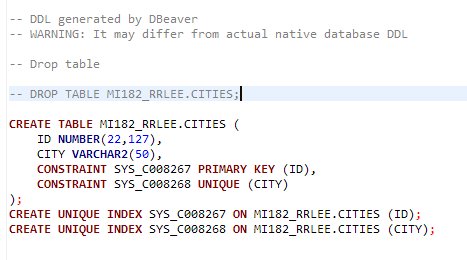 -- DDL generated by DBeaver
-- WARNING: It may differ from actual native database DDL
-- Drop table
-- DROP TABLE MI182_RRLEE.CITIES;
CREATE TABLE MI182_RRLEE.CITIES (
ID NUMBER(22,127),
CITY VARCHAR2(50),
CONSTRAINT SYS_C008267 PRIMARY KEY (ID),
CONSTRAINT SYS_C008268 UNIQUE (CITY)
);
CREATE UNIQUE INDEX SYS_C008267 ON MI182_RRLEE.CITIES (ID);
CREATE UNIQUE INDEX SYS_C008268 ON MI182_RRLEE.CITIES (CITY);